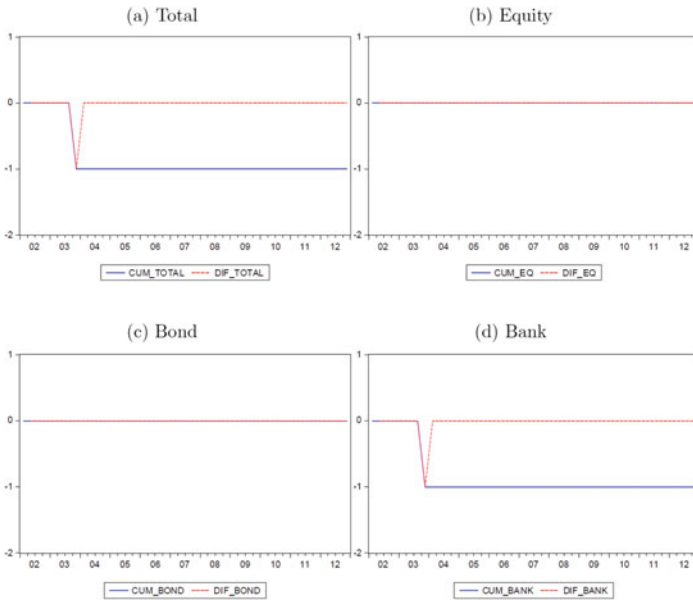 (a) Total
(b) Equity
1
0
-1
-2
02 03 04 05 06 07 08 09 10 11 12
CUM_TOTAL DIF_TOTAL
1
0
-1
-2
02 03 04 05 06 07 08 09 10 11 12
CUM_EQ DIF_EQ
(c) Bond
(d) Bank
1
0
-1
-2
02 03 04 05 06 07 08 09 10 11 12
CUM_BOND DIF_BOND
1
0
-1
-2
02 03 04 05 06 07 08 09 10 11 12
CUM_BANK DIF_BANK